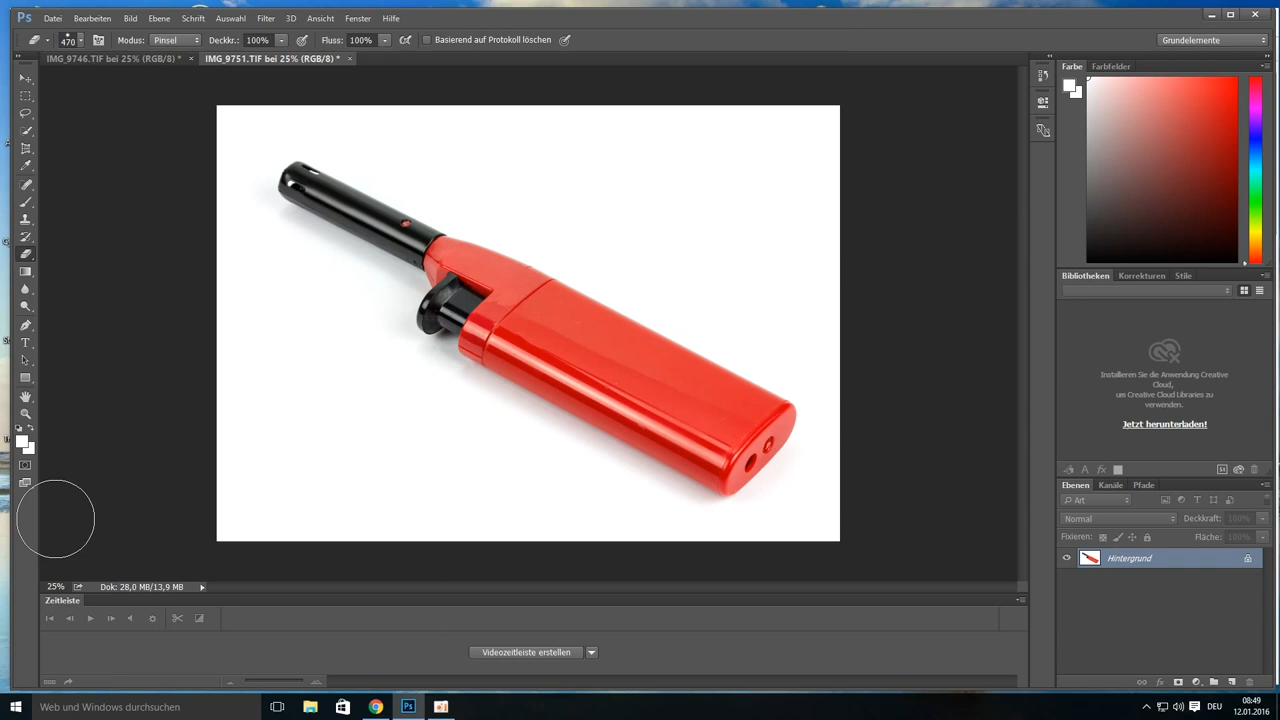 Ps Datei Bearbeiten Bild Ebene Schrift Auswahl Filter 3D Ansicht Fenster Hilfe
470 Modus: Pinsel Deckkr.: 100% Fluss: 100% Basierend auf Protokoll löschen Grundelemente
IMG_9746.TIF bei 25% (RGB/8) * × IMG_9751.TIF bei 25% (RGB/8) * ×
Farbe Farbfelder
Bibliotheken Korrekturen Stile
Installieren Sie die Anwendung Creative
Cloud,
um Creative Cloud Libraries zu
verwenden.
Jetzt herunterladen!
Ebenen Kanäle Pfade
Art
Normal Deckkraft: 100%
Fixieren: Fläche: 100%
Hintergrund
25% Dok: 28,0 MB/13,9 MB
Zeitleiste
Videozeitleiste erstellen
Web und Windows durchsuchen
DEU
08:49
12.01.2016